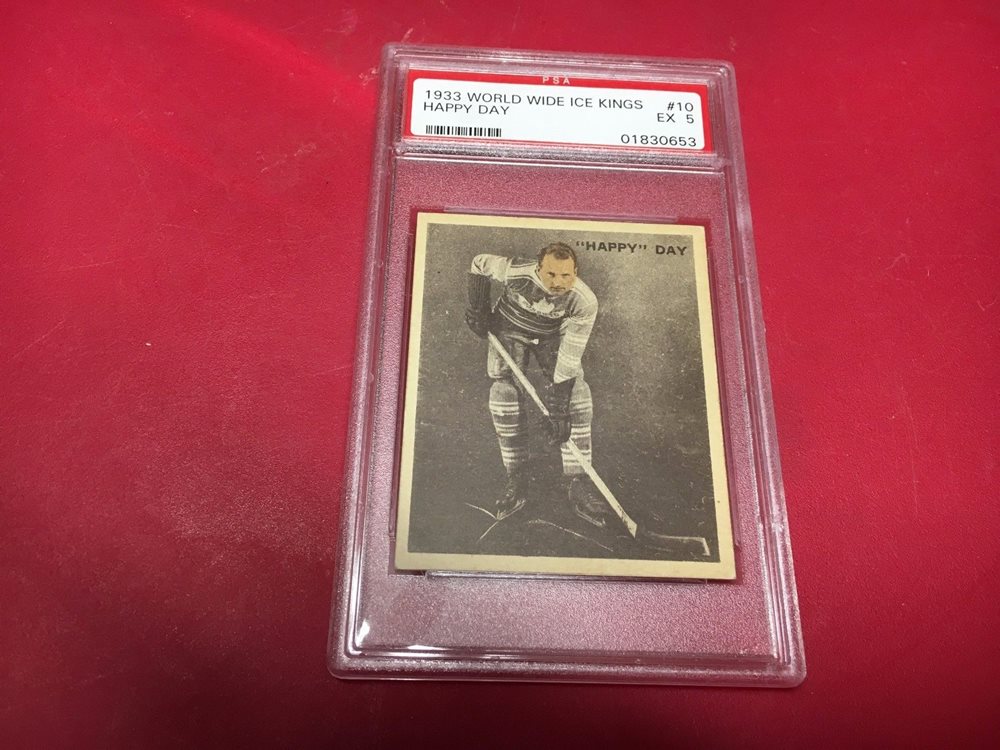 PSA
1933 WORLD WIDE ICE KINGS #10
HAPPY DAY EX 5
01830653
"HAPPY" DAY